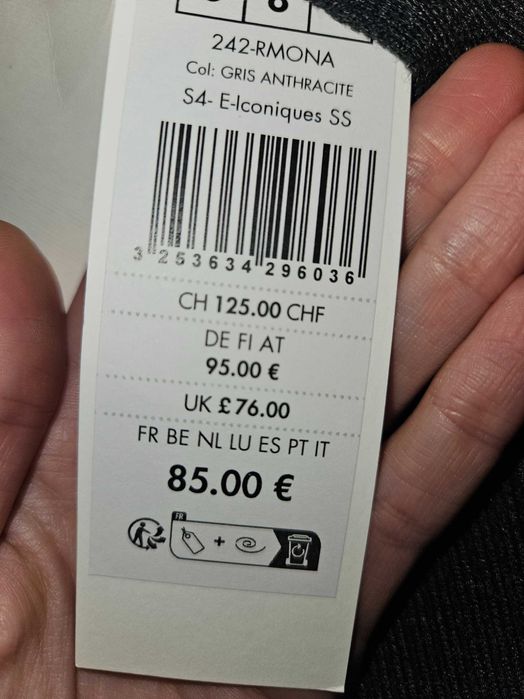 242-RMONA
Col: GRIS ANTHRACITE
S4- E-Iconiques SS
3 253634 296036
CH 125.00 CHF
DE FI AT
95.00 €
UK £76.00
FR BE NL LU ES PT IT
85.00 €
FR
+